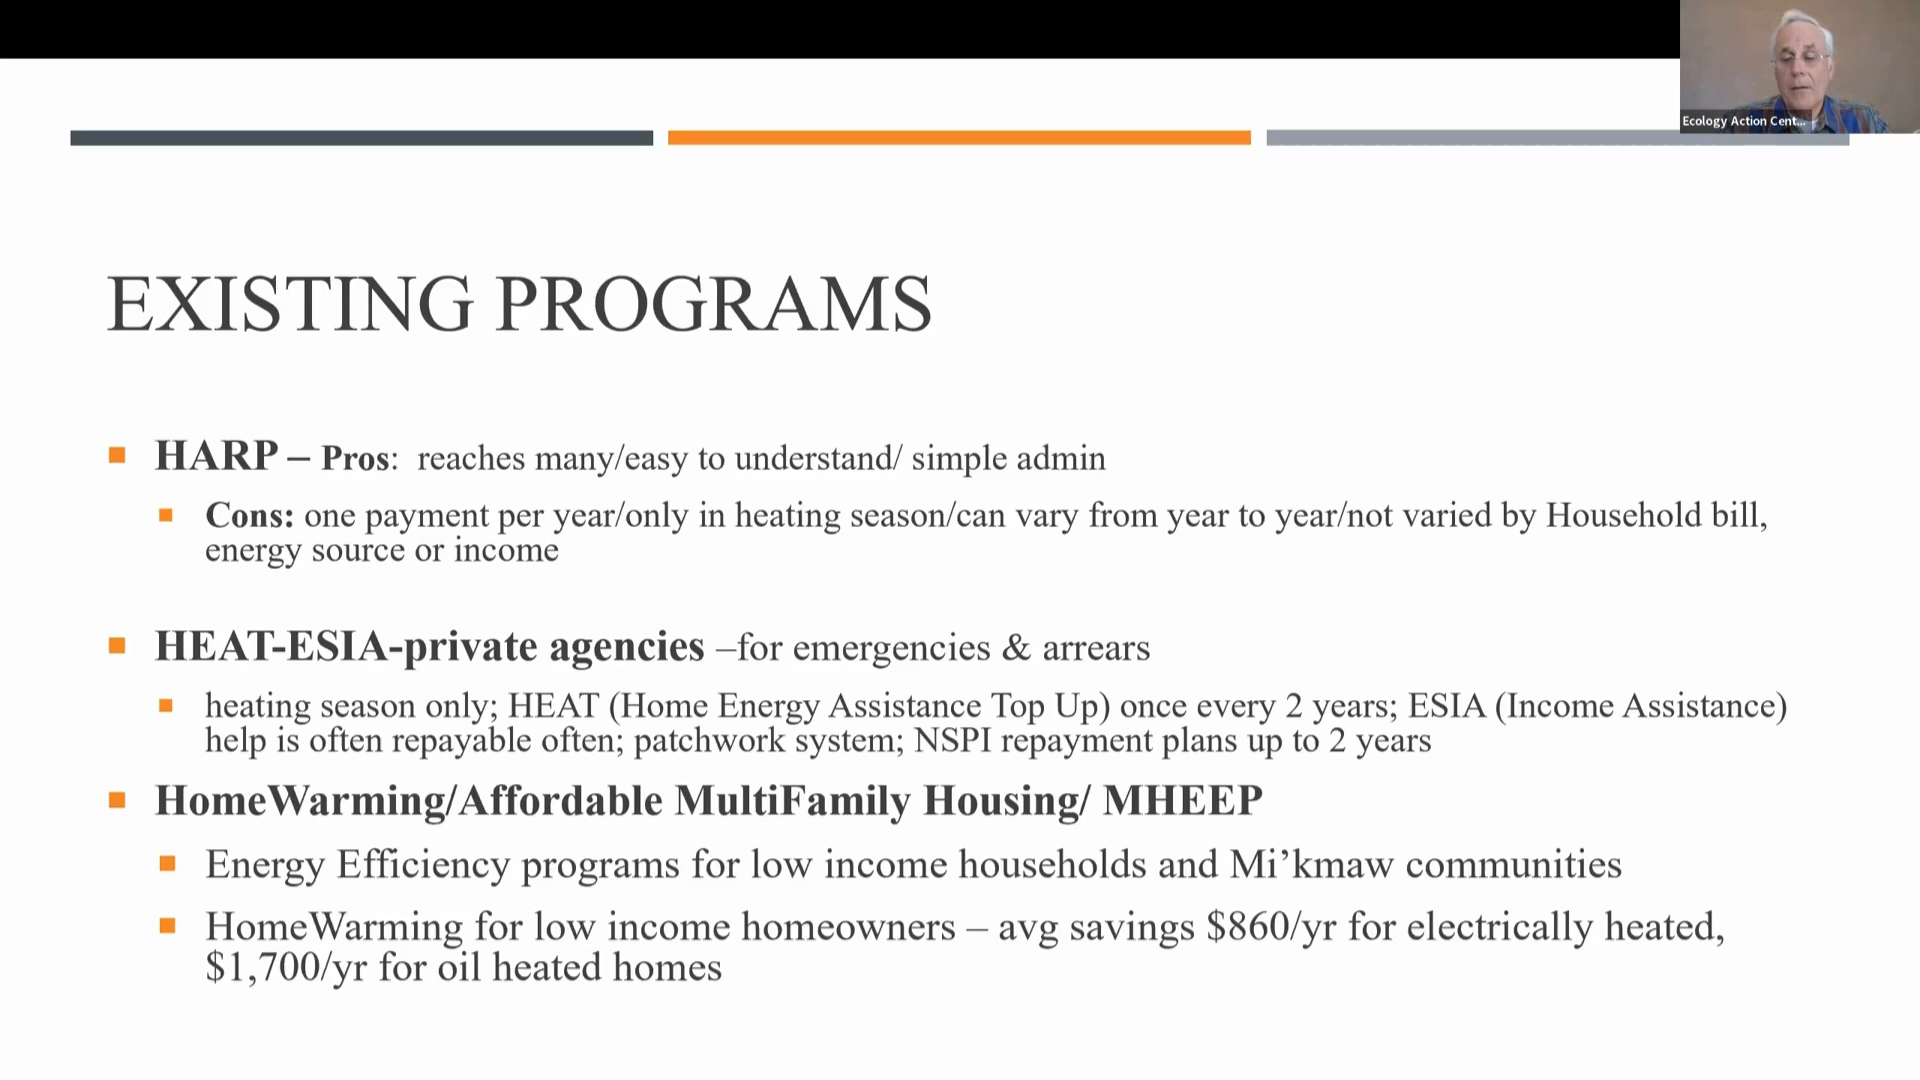 Ecology Action Cent...
EXISTING PROGRAMS
HARP – Pros: reaches many/easy to understand/ simple admin
Cons: one payment per year/only in heating season/can vary from year to year/not varied by Household bill,
energy source or income
HEAT-ESIA-private agencies –for emergencies & arrears
heating season only; HEAT (Home Energy Assistance Top Up) once every 2 years; ESIA (Income Assistance)
help is often repayable often; patchwork system; NSPI repayment plans up to 2 years
HomeWarming/Affordable MultiFamily Housing/ MHEEP
Energy Efficiency programs for low income households and Mi’kmaw communities
HomeWarming for low income homeowners – avg savings $860/yr for electrically heated,
$1,700/yr for oil heated homes